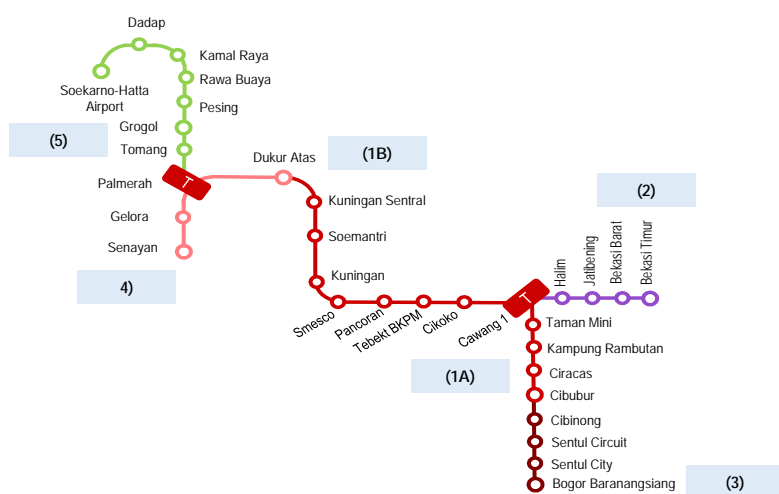 Dadap
Kamal Raya
Rawa Buaya
Soekarno-Hatta
Airport
Pesing
(5)
Grogol
Tomang
Dukur Atas
(1B)
Palmerah
T
Kuningan Sentral
(2)
Gelora
Soemantri
Senayan
4)
Kuningan
Halim
Jatibening
Bekasi Barat
Bekasi Timur
Smesco
Pancoran
Tebekt BKPM
Cikoko
Cawang 1
T
Taman Mini
Kampung Rambutan
(1A)
Ciracas
Cibubur
Cibinong
Sentul Circuit
Sentul City
Bogor Baranangsiang
(3)